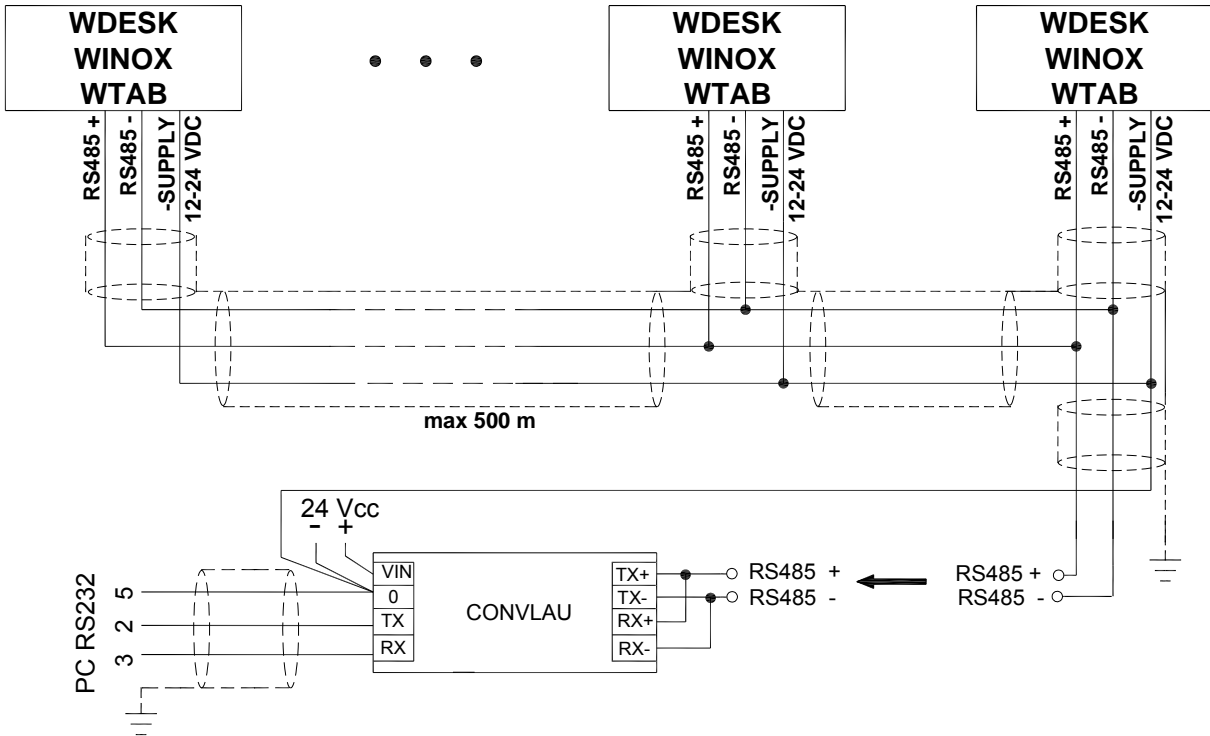 WDESK
WINOX
WTAB
WDESK
WINOX
WTAB
WDESK
WINOX
WTAB
RS485 +
RS485 -
-SUPPLY
12-24 VDC
RS485 +
RS485 -
-SUPPLY
12-24 VDC
RS485 +
RS485 -
-SUPPLY
12-24 VDC
max 500 m
24 Vcc
- +
PC RS232
5
2
3
VIN
0
TX
RX
CONVLAU
TX+
TX-
RX+
RX-
RS485 +
RS485 -
RS485 +
RS485 -